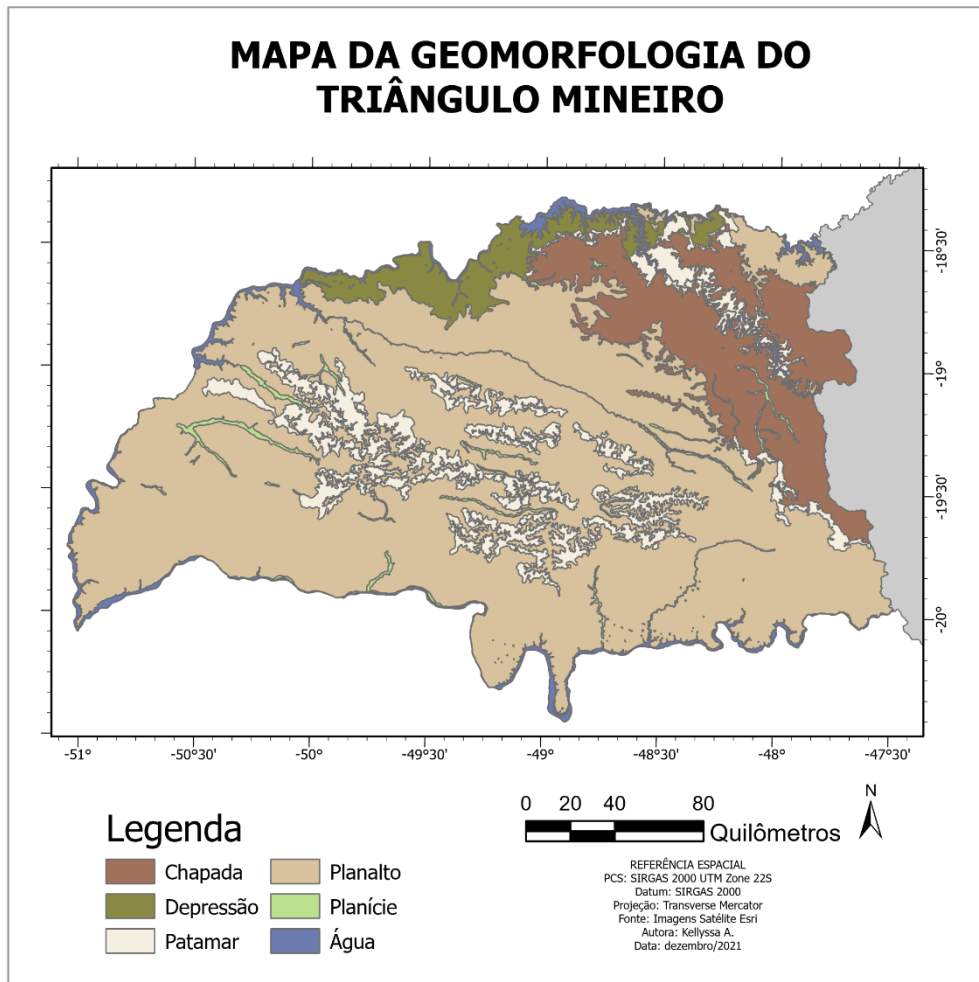 MAPA DA GEOMORFOLOGIA DO
TRIÂNGULO MINEIRO
-18°30'
-19°
-19°30'
-20°
-51°
-50°30'
-50°
-49°30'
-49°
-48°30'
-48°
-47°30'
0 20 40 80
Quilômetros
N
Legenda
Chapada
Depressão
Patamar
Planalto
Planície
Água
REFERÊNCIA ESPACIAL
PCS: SIRGAS 2000 UTM Zone 22S
Datum: SIRGAS 2000
Projeção: Transverse Mercator
Fonte: Imagens Satélite Esri
Autora: Kellyssa A.
Data: dezembro/2021